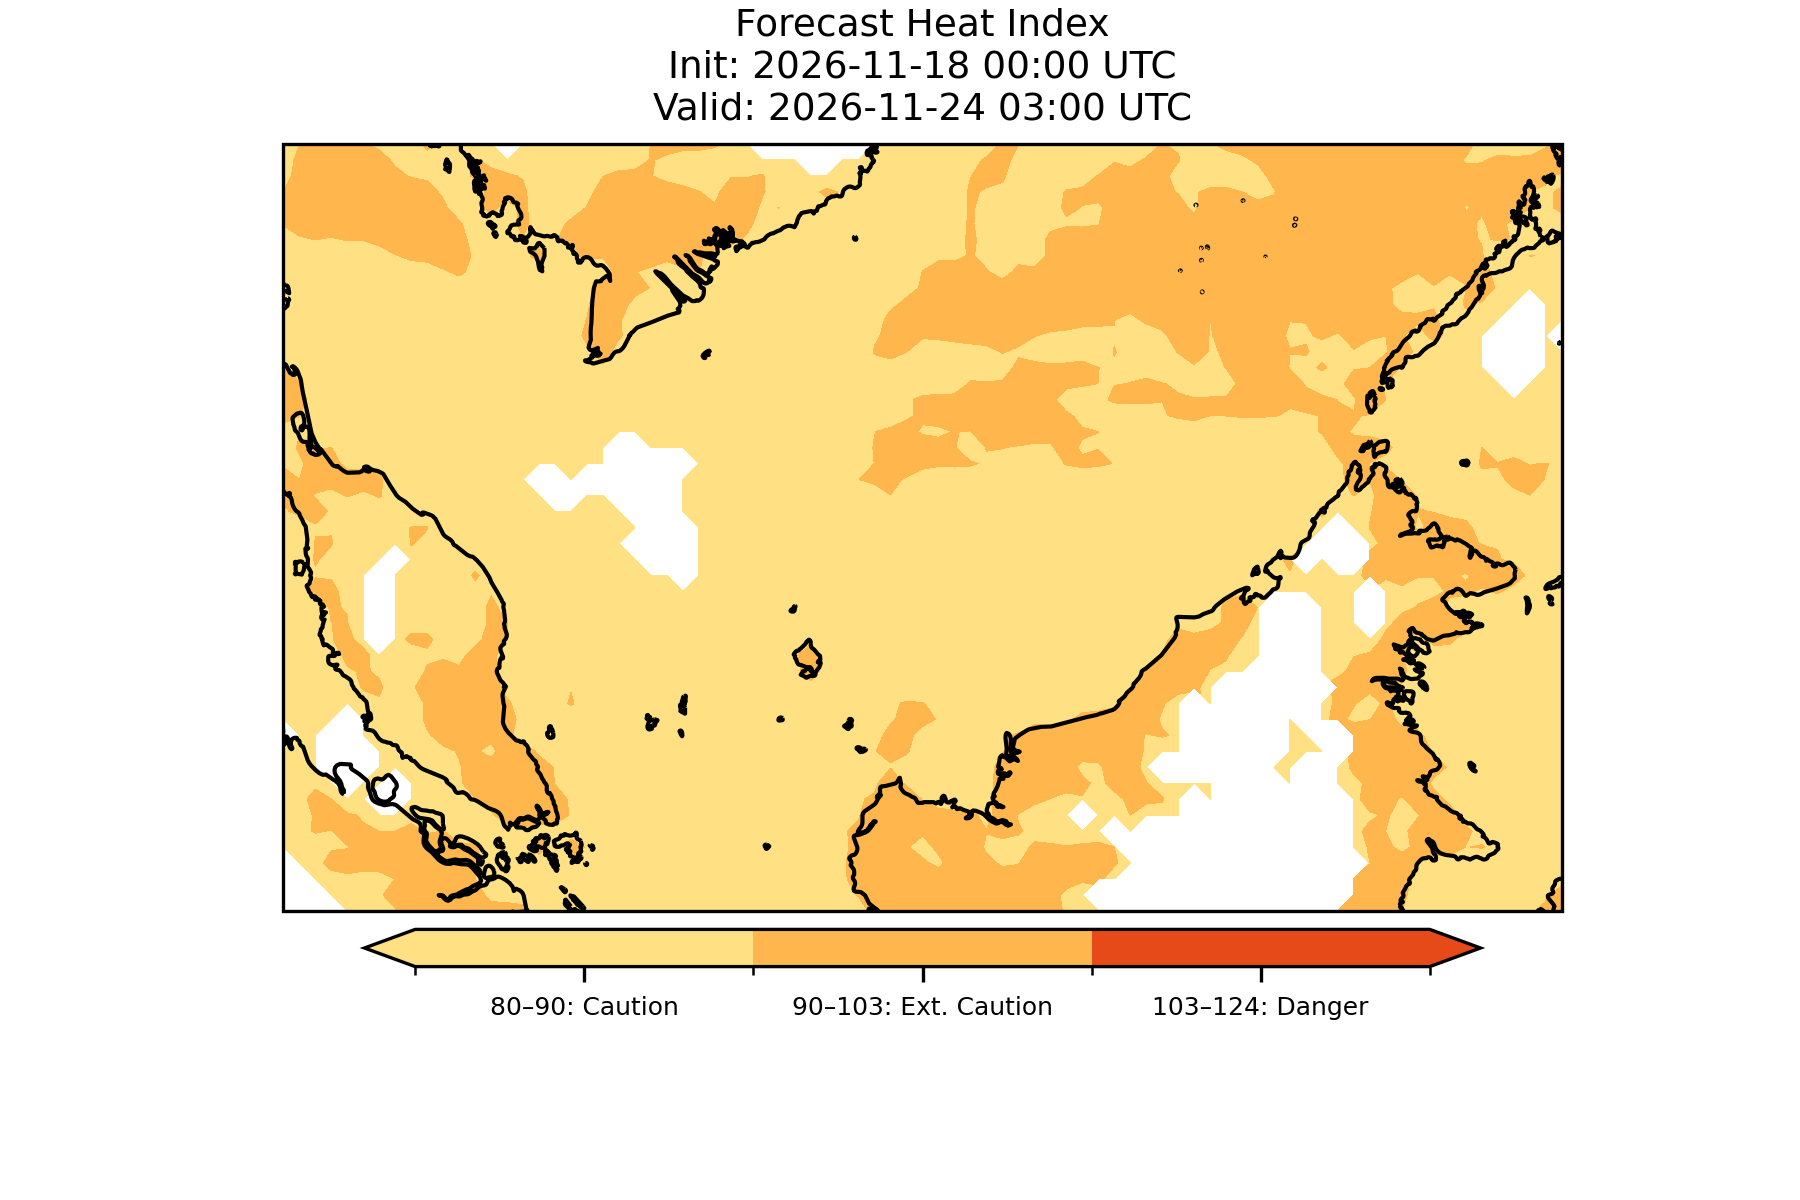 Forecast Heat Index
Init: 2026-11-18 00:00 UTC
Valid: 2026-11-24 03:00 UTC
80–90: Caution
90–103: Ext. Caution
103–124: Danger